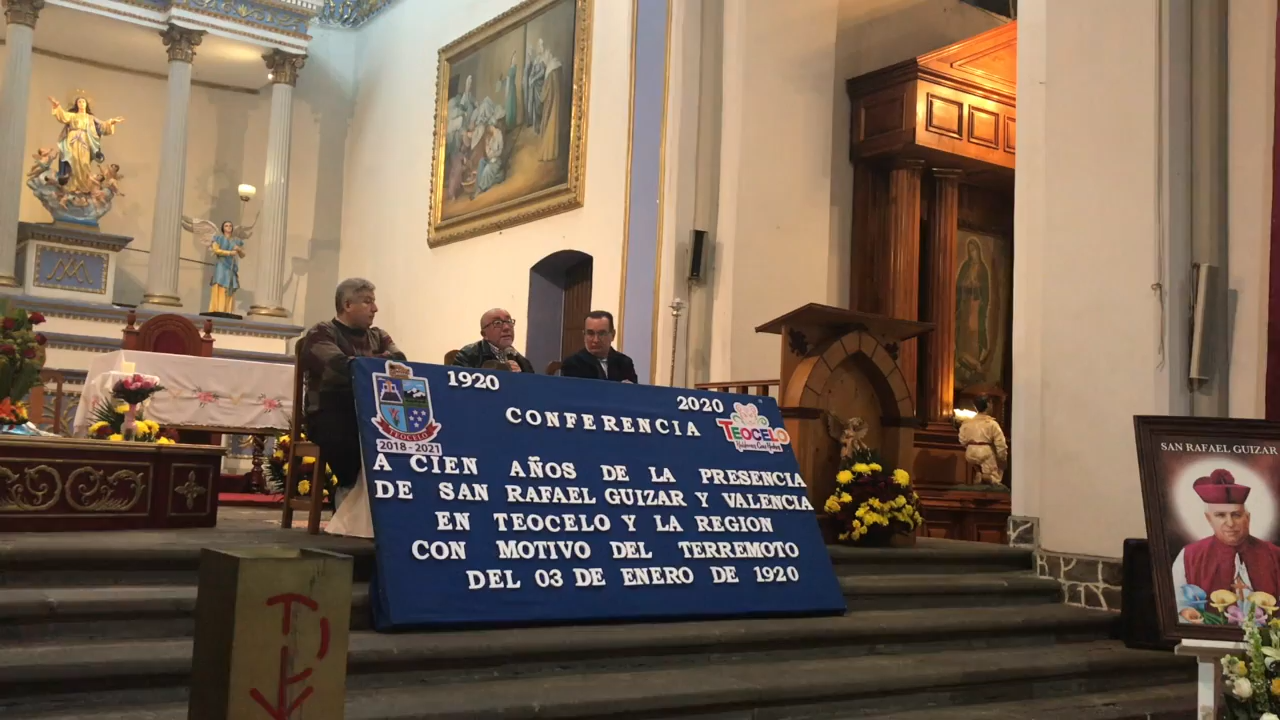 1920
2020
CONFERENCIA
TEOCELO
2018 - 2021
TEOCELO
A CIEN AÑOS DE LA PRESENCIA
DE SAN RAFAEL GUIZAR Y VALENCIA
EN TEOCELO Y LA REGION
CON MOTIVO DEL TERREMOTO
DEL 03 DE ENERO DE 1920
SAN RAFAEL GUIZAR